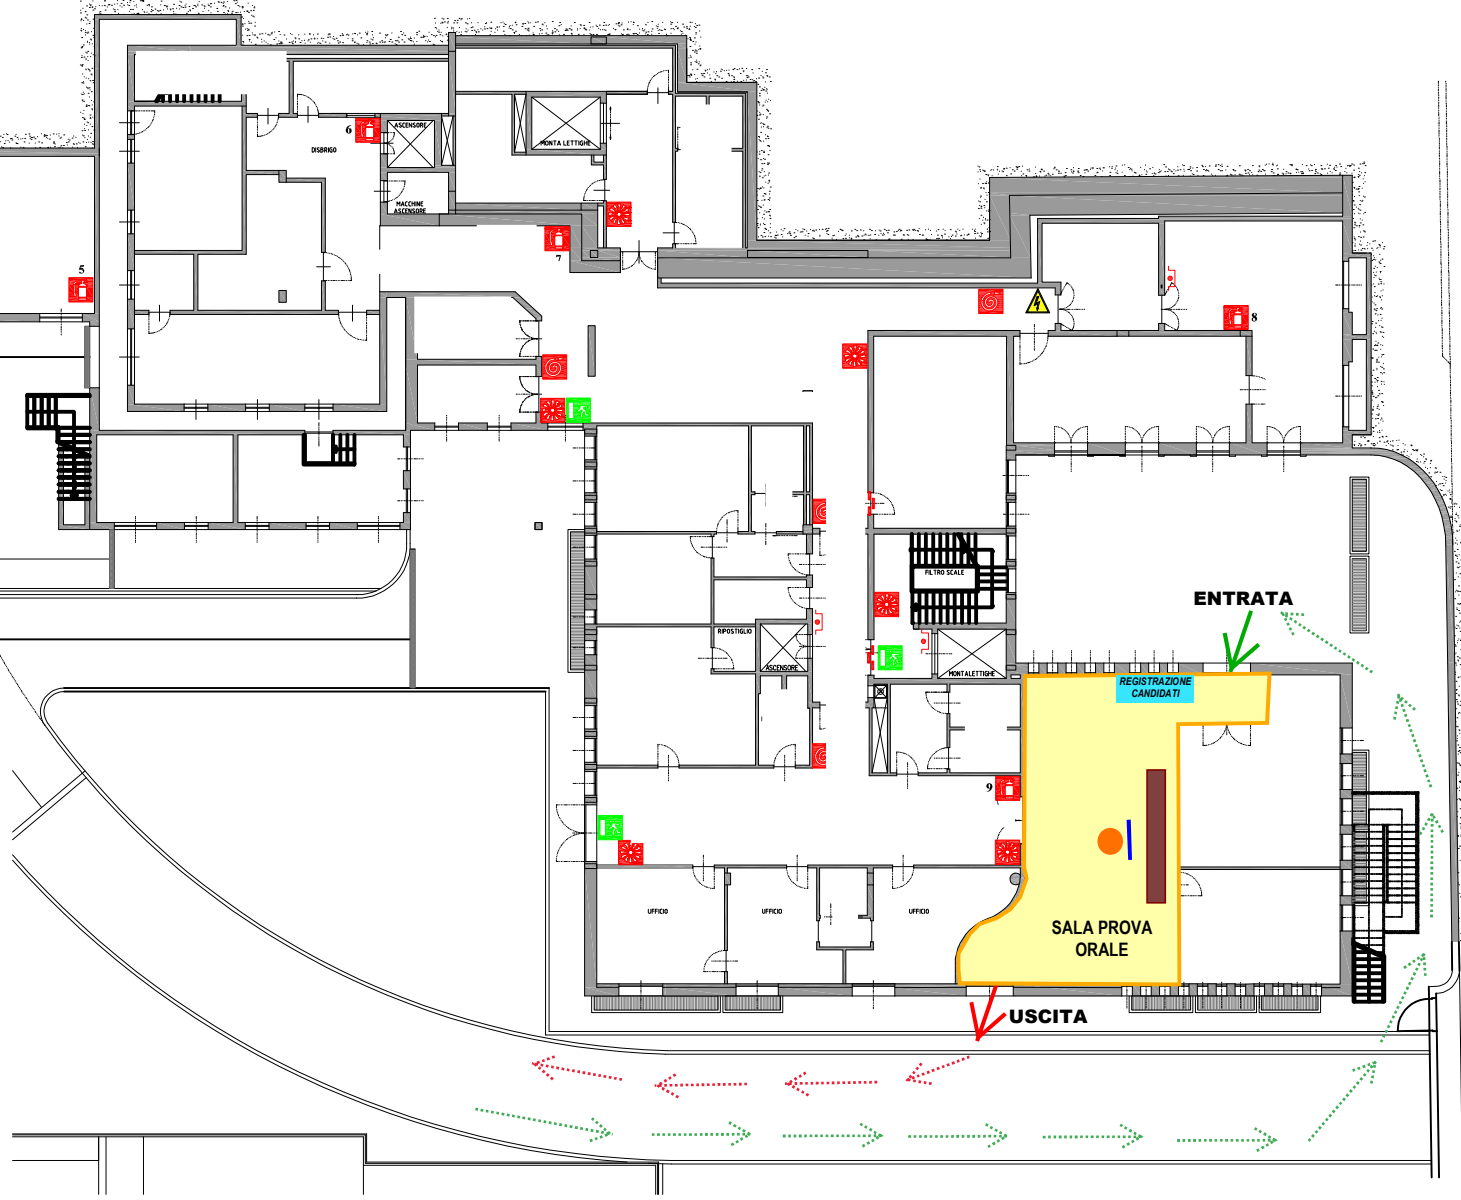 6
ASCENSORE
DISBRIGO
MONTA LETTIGHE
MACCHINE
ASCENSORE
7
5
8
FILTRO SCALE
ENTRATA
RIPOSTIGLIO
ASCENSORE
MONTALETTIGHE
REGISTRAZIONE
CANDIDATI
9
UFFICIO
UFFICIO
UFFICIO
SALA PROVA
ORALE
USCITA